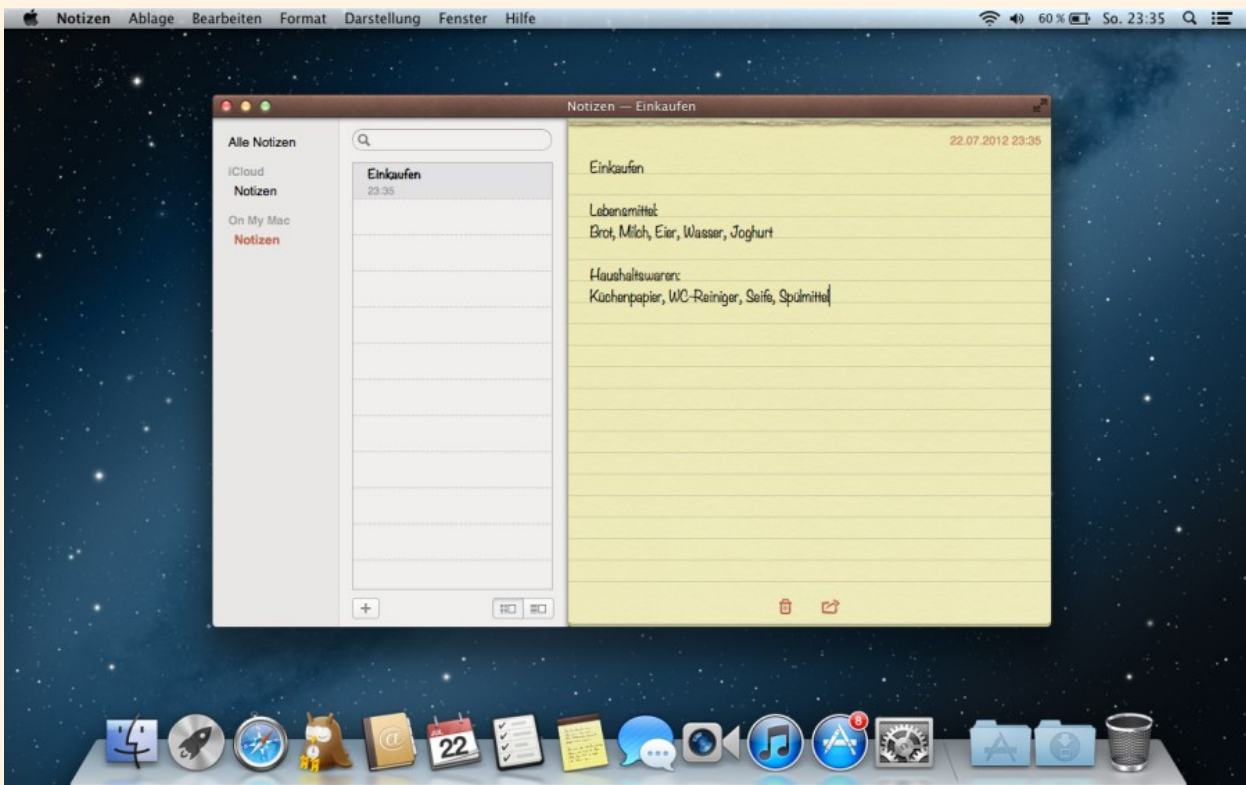 Notizen Ablage Bearbeiten Format Darstellung Fenster Hilfe 60 % So. 23:35
Notizen — Einkaufen
Alle Notizen
iCloud
Notizen
On My Mac
Notizen
Einkaufen
23:35
22.07.2012 23:35
Einkaufen
Lebensmittel:
Brot, Milch, Eier, Wasser, Joghurt
Haushaltswaren:
Küchenpapier, WC-Reiniger, Seife, Spülmittel
JUL
22
8